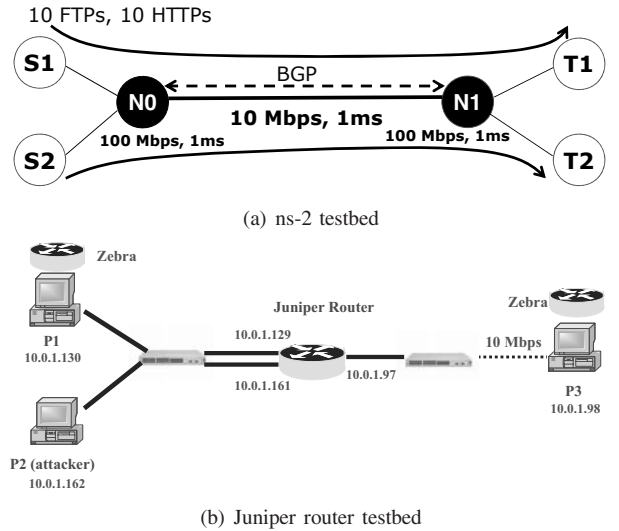 10 FTPs, 10 HTTPs
S1
BGP
T1
N0
N1
10 Mbps, 1ms
100 Mbps, 1ms
100 Mbps, 1ms
S2
T2
(a) ns-2 testbed
Zebra
Juniper Router
Zebra
P1
10.0.1.130
10.0.1.129
10 Mbps
10.0.1.161
10.0.1.97
P3
10.0.1.98
P2 (attacker)
10.0.1.162
(b) Juniper router testbed